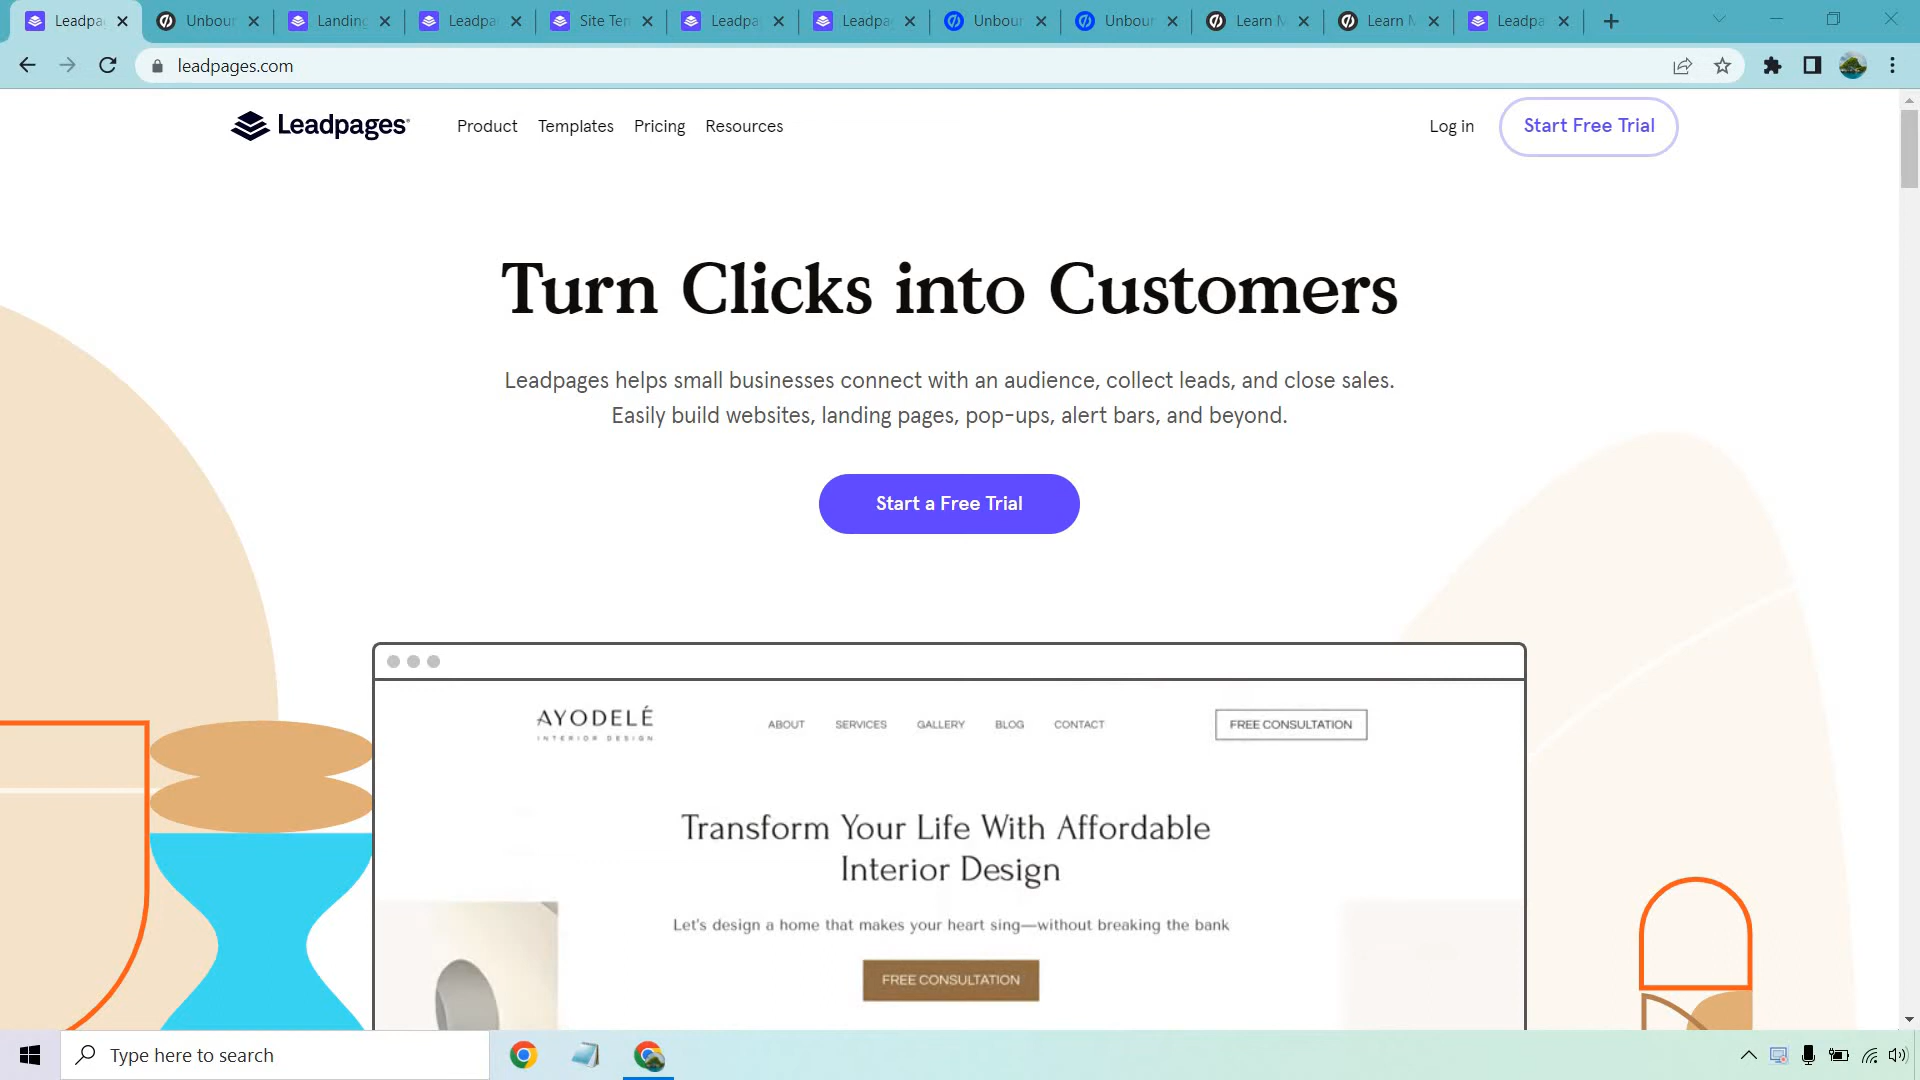 Leadpa
Unbour
Landing
Leadpa
Site Ten
Leadpa
Leadpa
Unbour
Unbour
Learn M
Learn M
Leadpa
leadpages.com
Leadpages
Product
Templates
Pricing
Resources
Log in
Start Free Trial
Turn Clicks into Customers
Leadpages helps small businesses connect with an audience, collect leads, and close sales.
Easily build websites, landing pages, pop-ups, alert bars, and beyond.
Start a Free Trial
AYODELÉ
INTERIOR DESIGN
ABOUT
SERVICES
GALLERY
BLOG
CONTACT
FREE CONSULTATION
Transform Your Life With Affordable
Interior Design
Let's design a home that makes your heart sing—without breaking the bank
FREE CONSULTATION
Type here to search